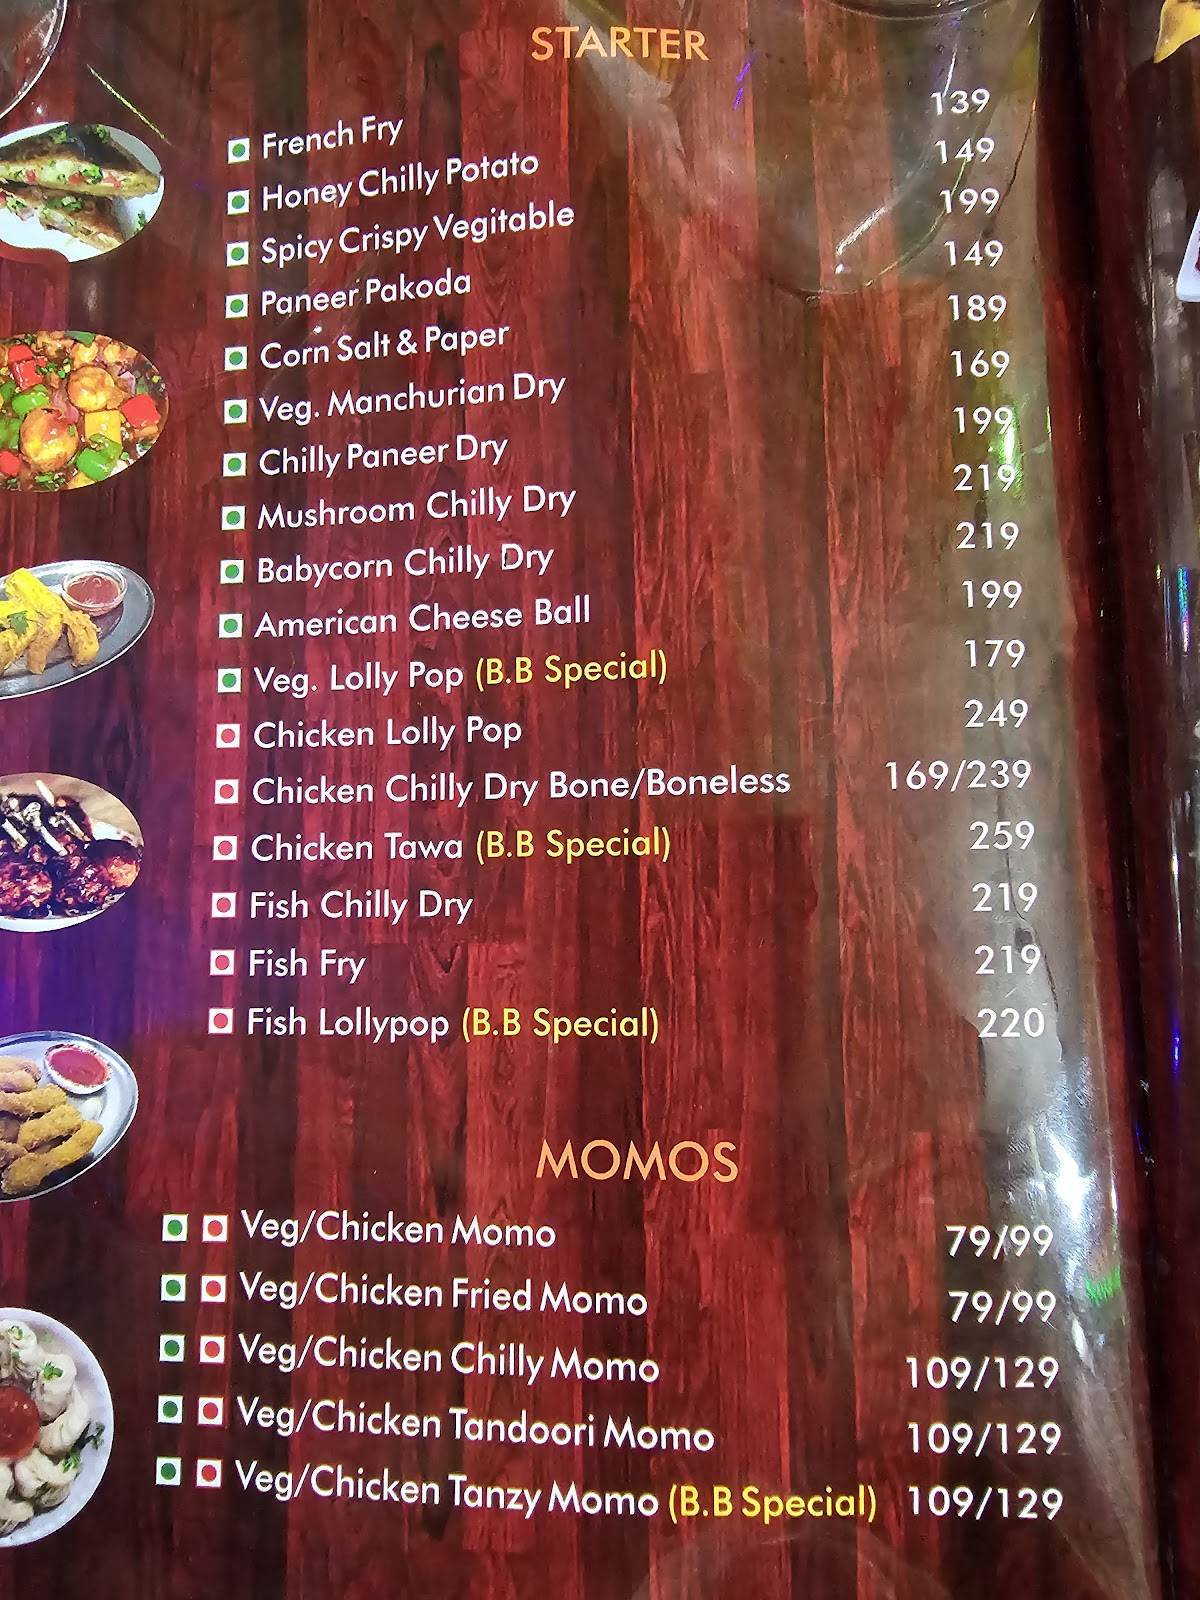 STARTER
French Fry 139
Honey Chilly Potato 149
Spicy Crispy Vegitable 199
Paneer Pakoda 149
Corn Salt & Paper 189
Veg. Manchurian Dry 169
Chilly Paneer Dry 199
Mushroom Chilly Dry 219
Babycorn Chilly Dry 219
American Cheese Ball 199
Veg. Lolly Pop (B.B Special) 179
Chicken Lolly Pop 249
Chicken Chilly Dry Bone/Boneless 169/239
Chicken Tawa (B.B Special) 259
Fish Chilly Dry 219
Fish Fry 219
Fish Lollypop (B.B Special) 220
MOMOS
Veg/Chicken Momo 79/99
Veg/Chicken Fried Momo 79/99
Veg/Chicken Chilly Momo 109/129
Veg/Chicken Tandoori Momo 109/129
Veg/Chicken Tanzy Momo (B.B Special) 109/129